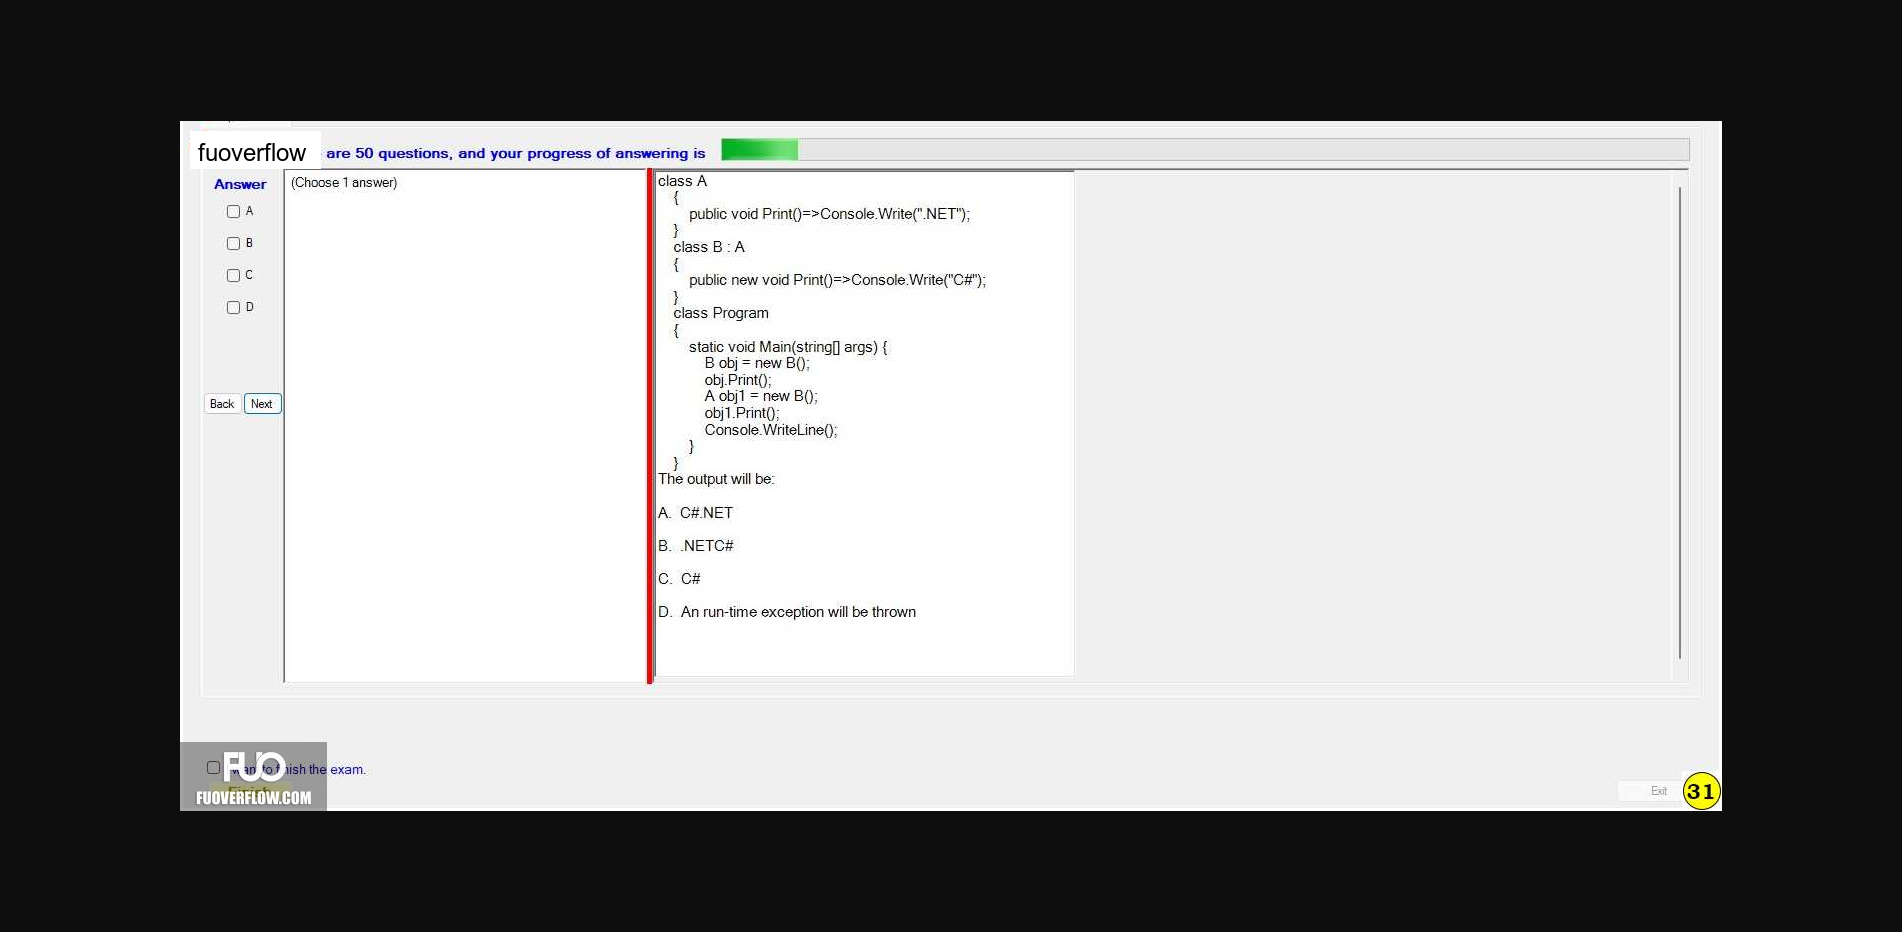 fuoverflow are 50 questions, and your progress of answering is
Answer
(Choose 1 answer)
A
B
C
D
Back Next
class A
{
public void Print()=>Console.Write(".NET");
}
class B : A
{
public new void Print()=>Console.Write("C#");
}
class Program
{
static void Main(string[] args) {
B obj = new B();
obj.Print();
A obj1 = new B();
obj1.Print();
Console.WriteLine();
}
}
The output will be:
A. C#.NET
B. .NETC#
C. C#
D. An run-time exception will be thrown
FUO
want to finish the exam.
Finish
FUOVERFLOW.COM
Exit
31